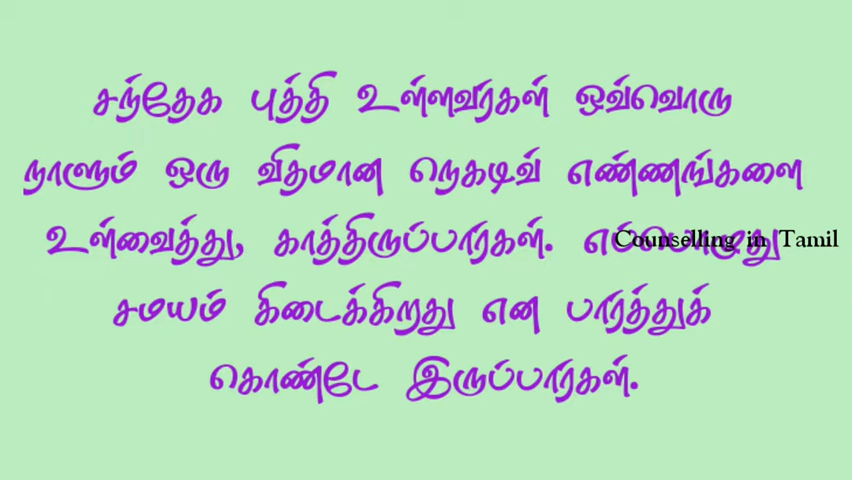 சந்தேக புத்தி உள்ளவர்கள் ஒவ்வொரு
நாளும் ஒரு விதமான நெகடிவ் எண்ணங்களை
உள்வைத்து, காத்திருப்பார்கள். எப்பொழுது
Counselling in Tamil
சமயம் கிடைக்கிறது என பார்த்துக்
கொண்டே இருப்பார்கள்.